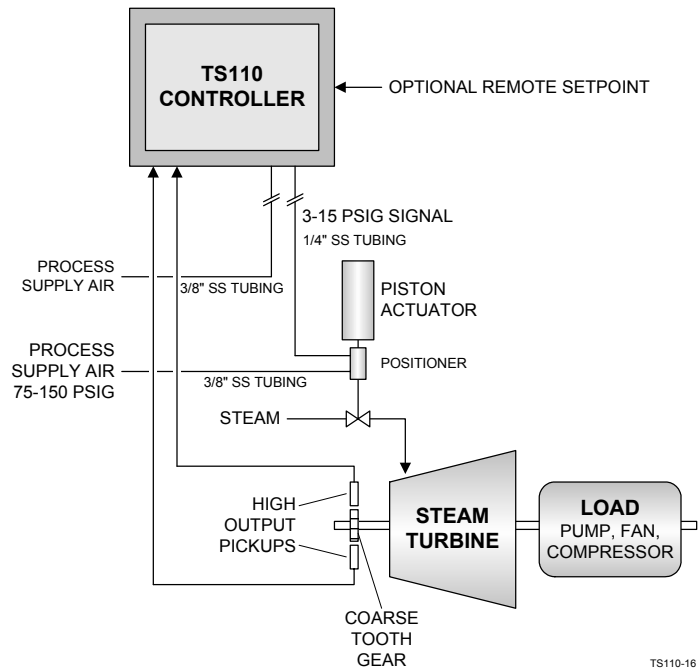 TS110
CONTROLLER
OPTIONAL REMOTE SETPOINT
3-15 PSIG SIGNAL
1/4" SS TUBING
PROCESS
SUPPLY AIR
3/8" SS TUBING
PISTON
ACTUATOR
PROCESS
SUPPLY AIR
75-150 PSIG
3/8" SS TUBING
POSITIONER
STEAM
HIGH
OUTPUT
PICKUPS
STEAM
TURBINE
LOAD
PUMP, FAN,
COMPRESSOR
COARSE
TOOTH
GEAR
TS110-16